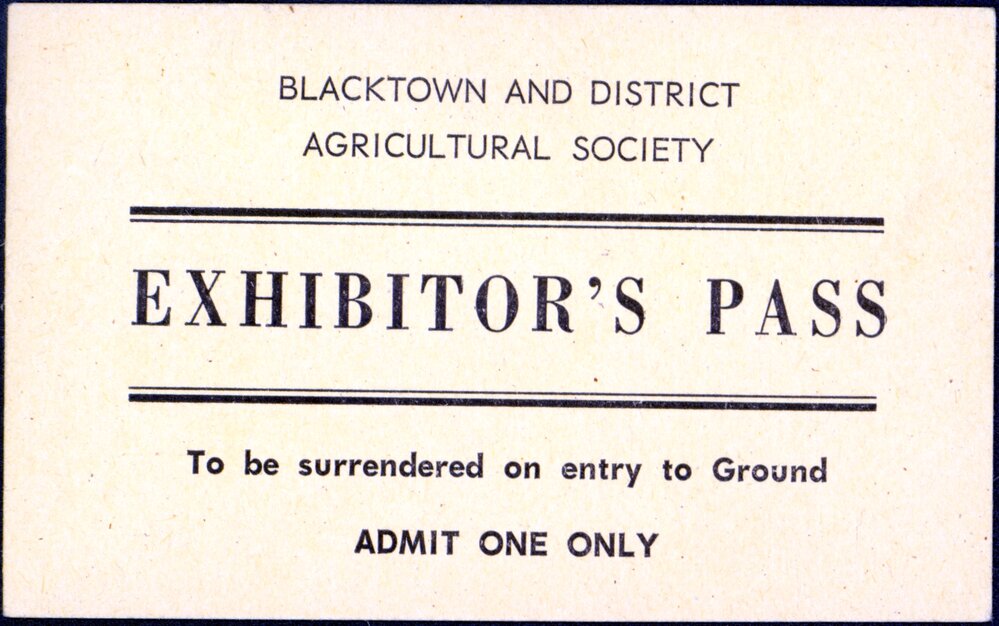 BLACKTOWN AND DISTRICT
AGRICULTURAL SOCIETY
EXHIBITOR'S PASS
To be surrendered on entry to Ground
ADMIT ONE ONLY